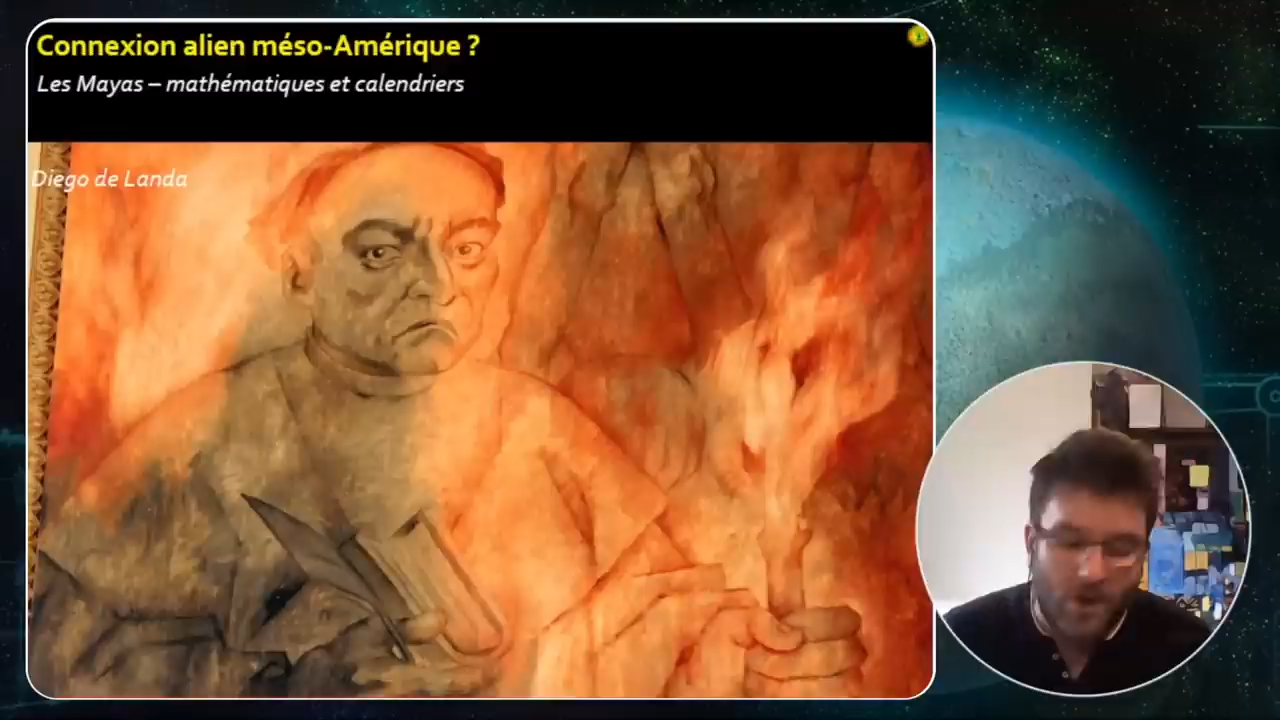 Connexion alien méso-Amérique ?
Les Mayas – mathématiques et calendriers
Diego de Landa